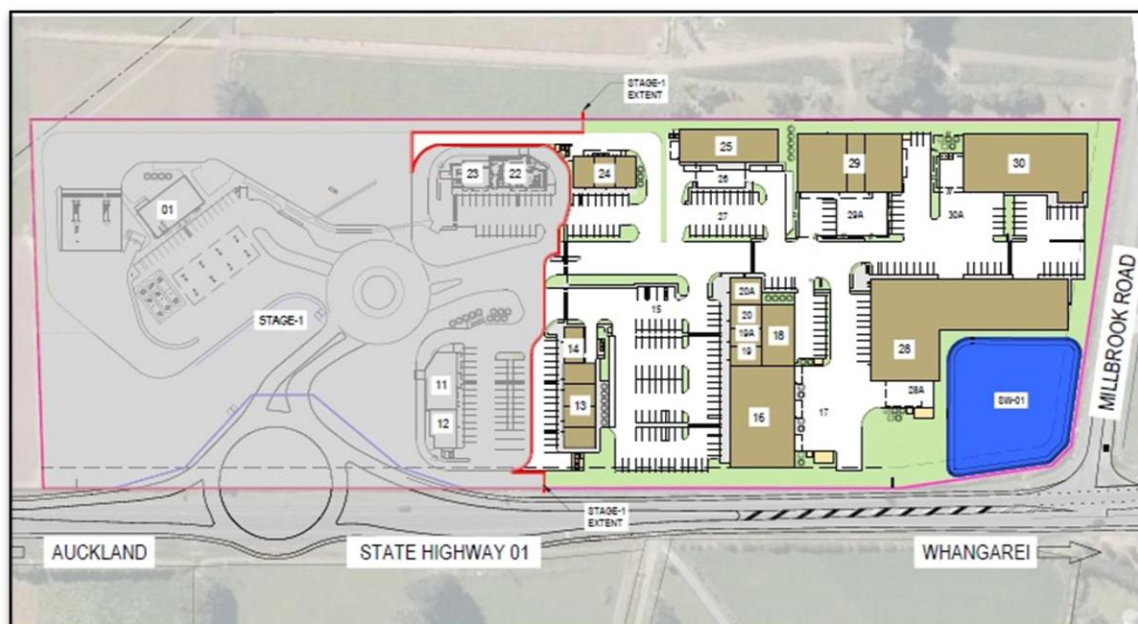 STAGE-1
EXTENT
25
29
30
23
22
24
26
01
27
29A
30A
STAGE-1
20A
15
20
18
14
19A
19
11
13
28
12
16
17
28A
SW-01
MILLBROOK ROAD
STAGE-1
EXTENT
AUCKLAND
STATE HIGHWAY 01
WHANGAREI